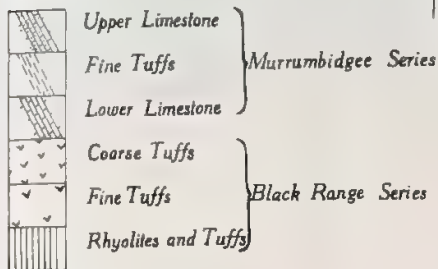 Upper Limestone
Fine Tuffs
Murrumbidgee Series
Lower Limestone
Coarse Tuffs
Fine Tuffs
Black Range Series
Rhyolites and Tuffs